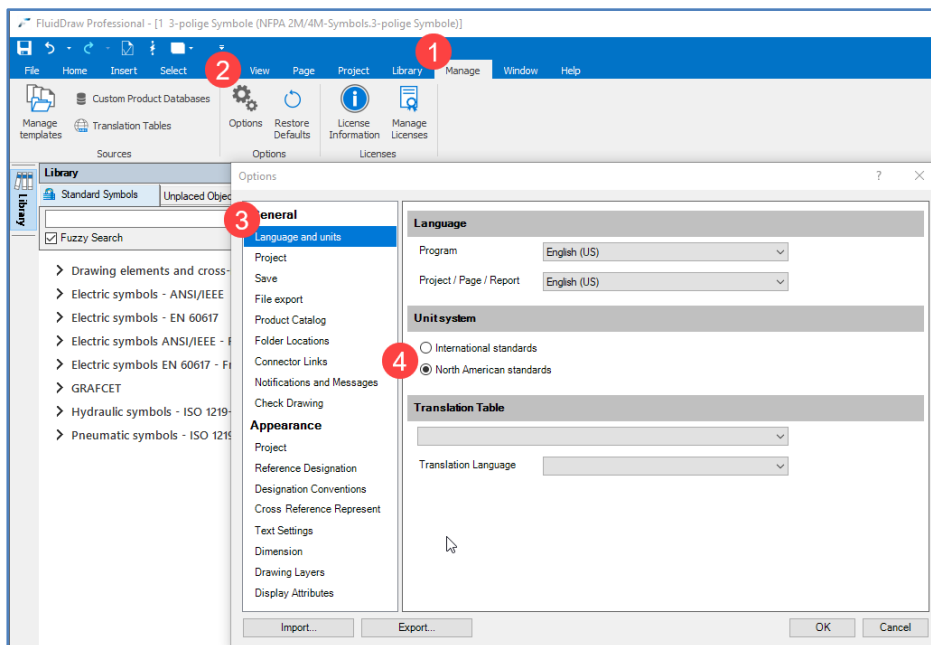 FluidDraw Professional - [1 3-polige Symbole (NFPA 2M/4M-Symbols.3-polige Symbole)]
1
File Home Insert Select 2 View Page Project Library Manage Window Help
Manage templates
Custom Product Databases
Translation Tables
Options
Restore Defaults
License Information
Manage Licenses
Sources Options Licenses
Library
Library
Standard Symbols Unplaced Objec
Fuzzy Search
Drawing elements and cross-
Electric symbols - ANSI/IEEE
Electric symbols - EN 60617
Electric symbols ANSI/IEEE - F
Electric symbols EN 60617 - Fr
GRAFCET
Hydraulic symbols - ISO 1219-
Pneumatic symbols - ISO 1219
Options ?
3 eneral
Language and units
Project
Save
File export
Product Catalog
Folder Locations
Connector Links
Notifications and Messages
Check Drawing
Appearance
Project
Reference Designation
Designation Conventions
Cross Reference Represent
Text Settings
Dimension
Drawing Layers
Display Attributes
Language
Program English (US)
Project / Page / Report English (US)
Unit system
International standards
4 North American standards
Translation Table
Translation Language
Import... Export... OK Cancel